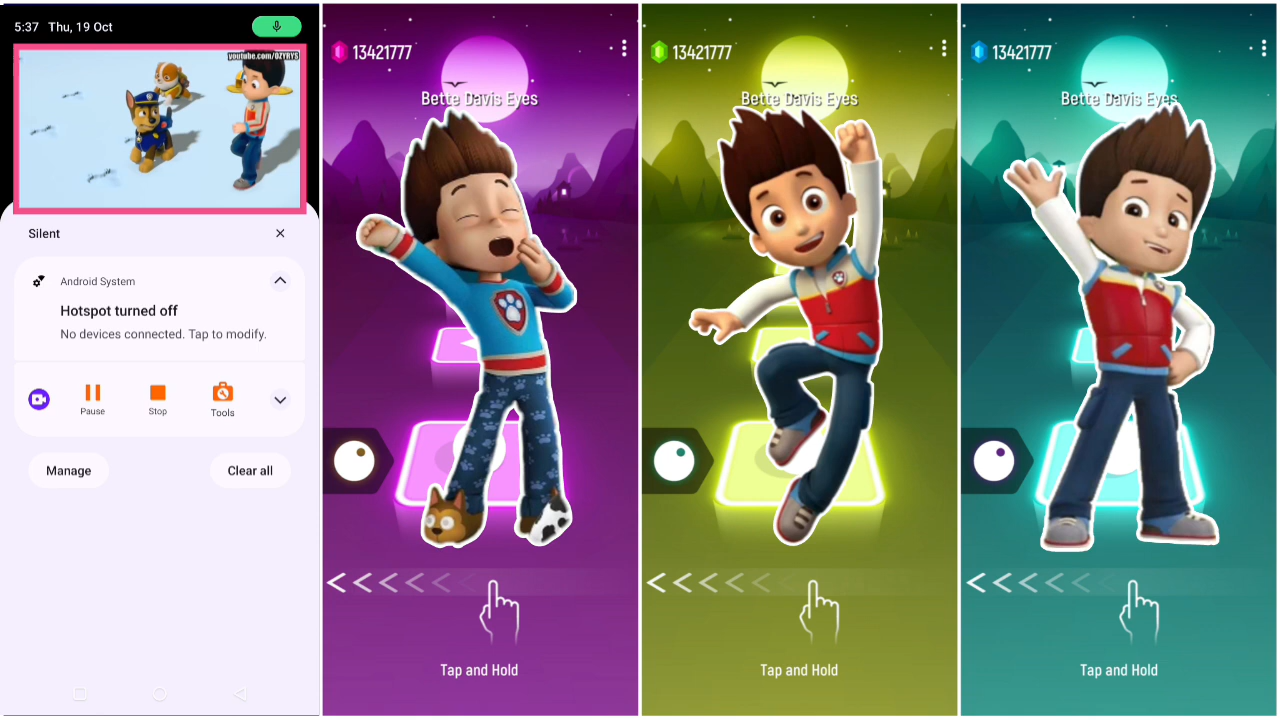 5:37 Thu, 19 Oct
youtube.com/OZYRYS
Silent
Android System
Hotspot turned off
No devices connected. Tap to modify.
Pause
Stop
Tools
Manage
Clear all
13421777
Bette Davis Eyes
Tap and Hold
13421777
Bette Davis Eyes
Tap and Hold
13421777
Bette Davis Eyes
Tap and Hold